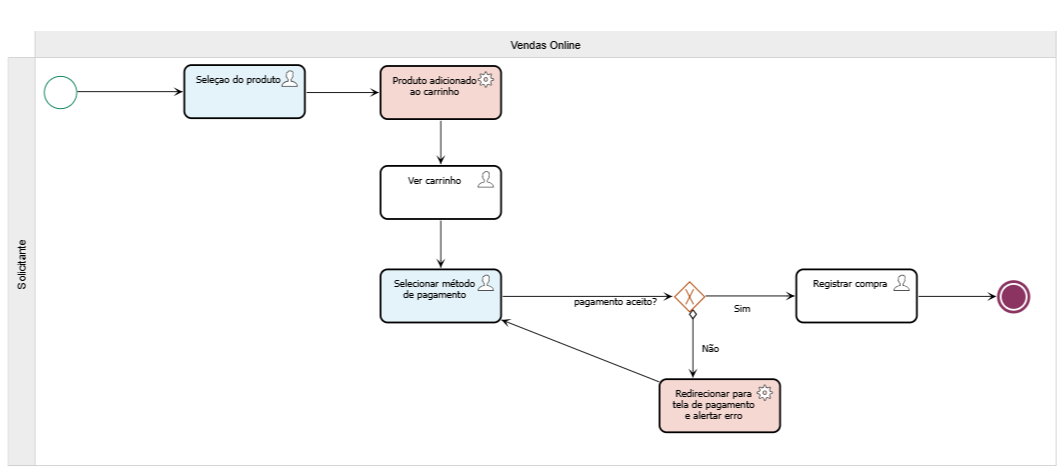 Vendas Online
Solicitante
Seleçao do produto
Produto adicionado
ao carrinho
Ver carrinho
Selecionar método
de pagamento
pagamento aceito?
X
Sim
Registrar compra
Não
Redirecionar para
tela de pagamento
e alertar erro